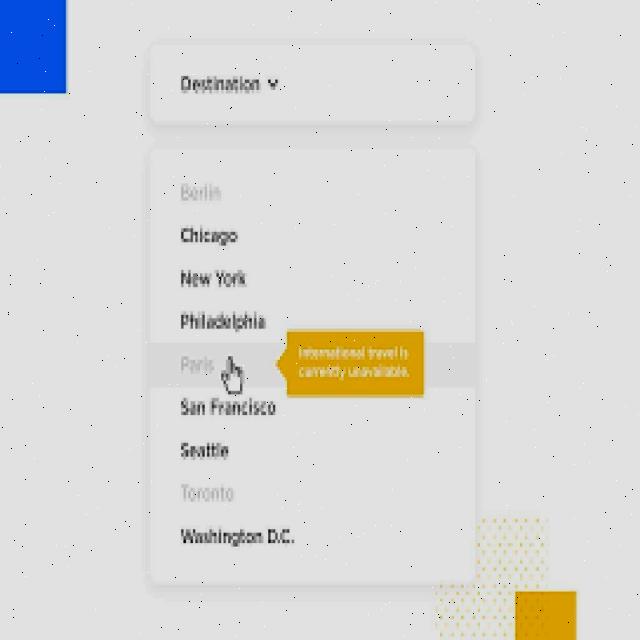 Destination
Berlin
Chicago
New York
Philadelphia
International travel is
currently unavailable.
Paris
San Francisco
Seattle
Toronto
Washington D.C.